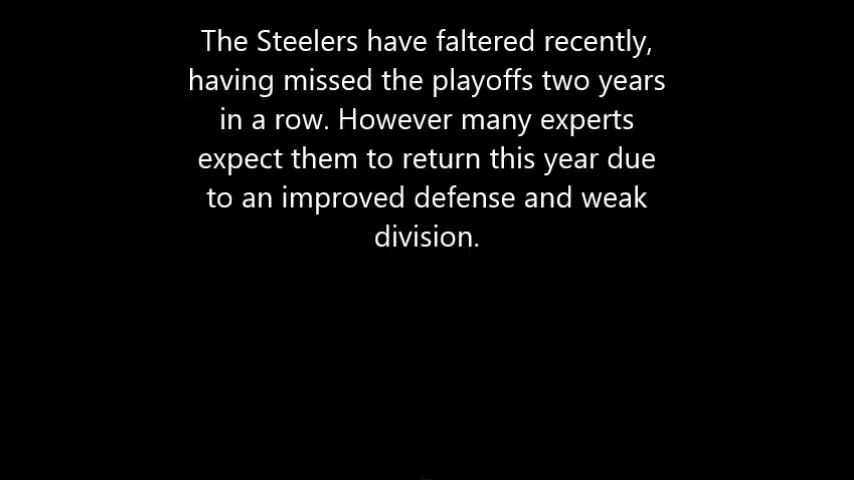 The Steelers have faltered recently,
having missed the playoffs two years
in a row. However many experts
expect them to return this year due
to an improved defense and weak
division.